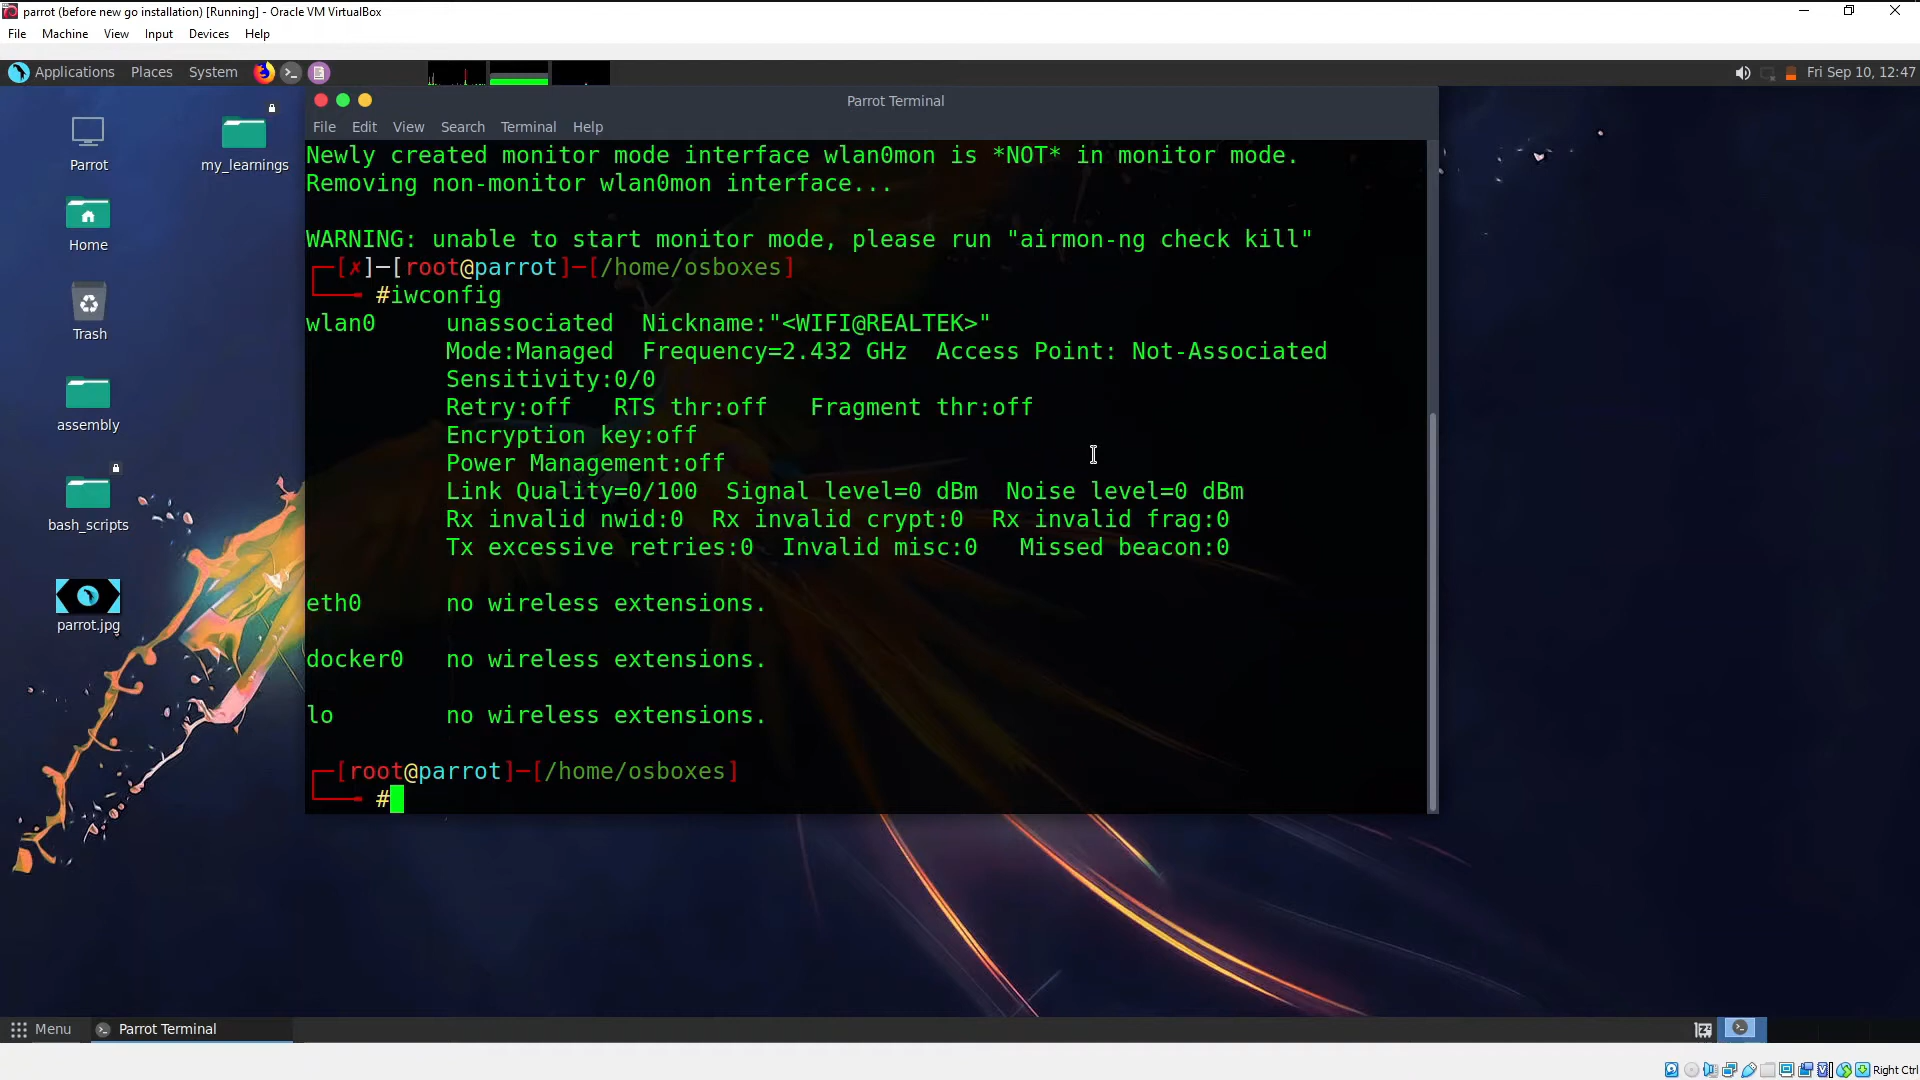 parrot (before new go installation) [Running] - Oracle VM VirtualBox
File Machine View Input Devices Help
Applications Places System
Fri Sep 10, 12:47
Parrot
my_learnings
Home
Trash
assembly
bash_scripts
parrot.jpg
Parrot Terminal
File Edit View Search Terminal Help
Newly created monitor mode interface wlan0mon is *NOT* in monitor mode.
Removing non-monitor wlan0mon interface...
WARNING: unable to start monitor mode, please run "airmon-ng check kill"
┌─[✗]─[root@parrot]─[/home/osboxes]
└──╼ #iwconfig
wlan0     unassociated  Nickname:"<WIFI@REALTEK>"
Mode:Managed  Frequency=2.432 GHz  Access Point: Not-Associated
Sensitivity:0/0
Retry:off   RTS thr:off   Fragment thr:off
Encryption key:off
Power Management:off
Link Quality=0/100  Signal level=0 dBm  Noise level=0 dBm
Rx invalid nwid:0  Rx invalid crypt:0  Rx invalid frag:0
Tx excessive retries:0  Invalid misc:0   Missed beacon:0
eth0      no wireless extensions.
docker0   no wireless extensions.
lo        no wireless extensions.
┌─[root@parrot]─[/home/osboxes]
└──╼ #
Menu
Parrot Terminal
Right Ctrl